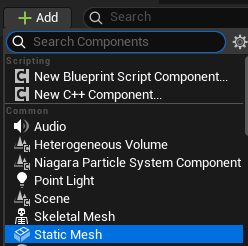 + Add
Search
Search Components
Scripting
New Blueprint Script Component...
New C++ Component...
Common
Audio
Heterogeneous Volume
Niagara Particle System Component
Point Light
Scene
Skeletal Mesh
Static Mesh